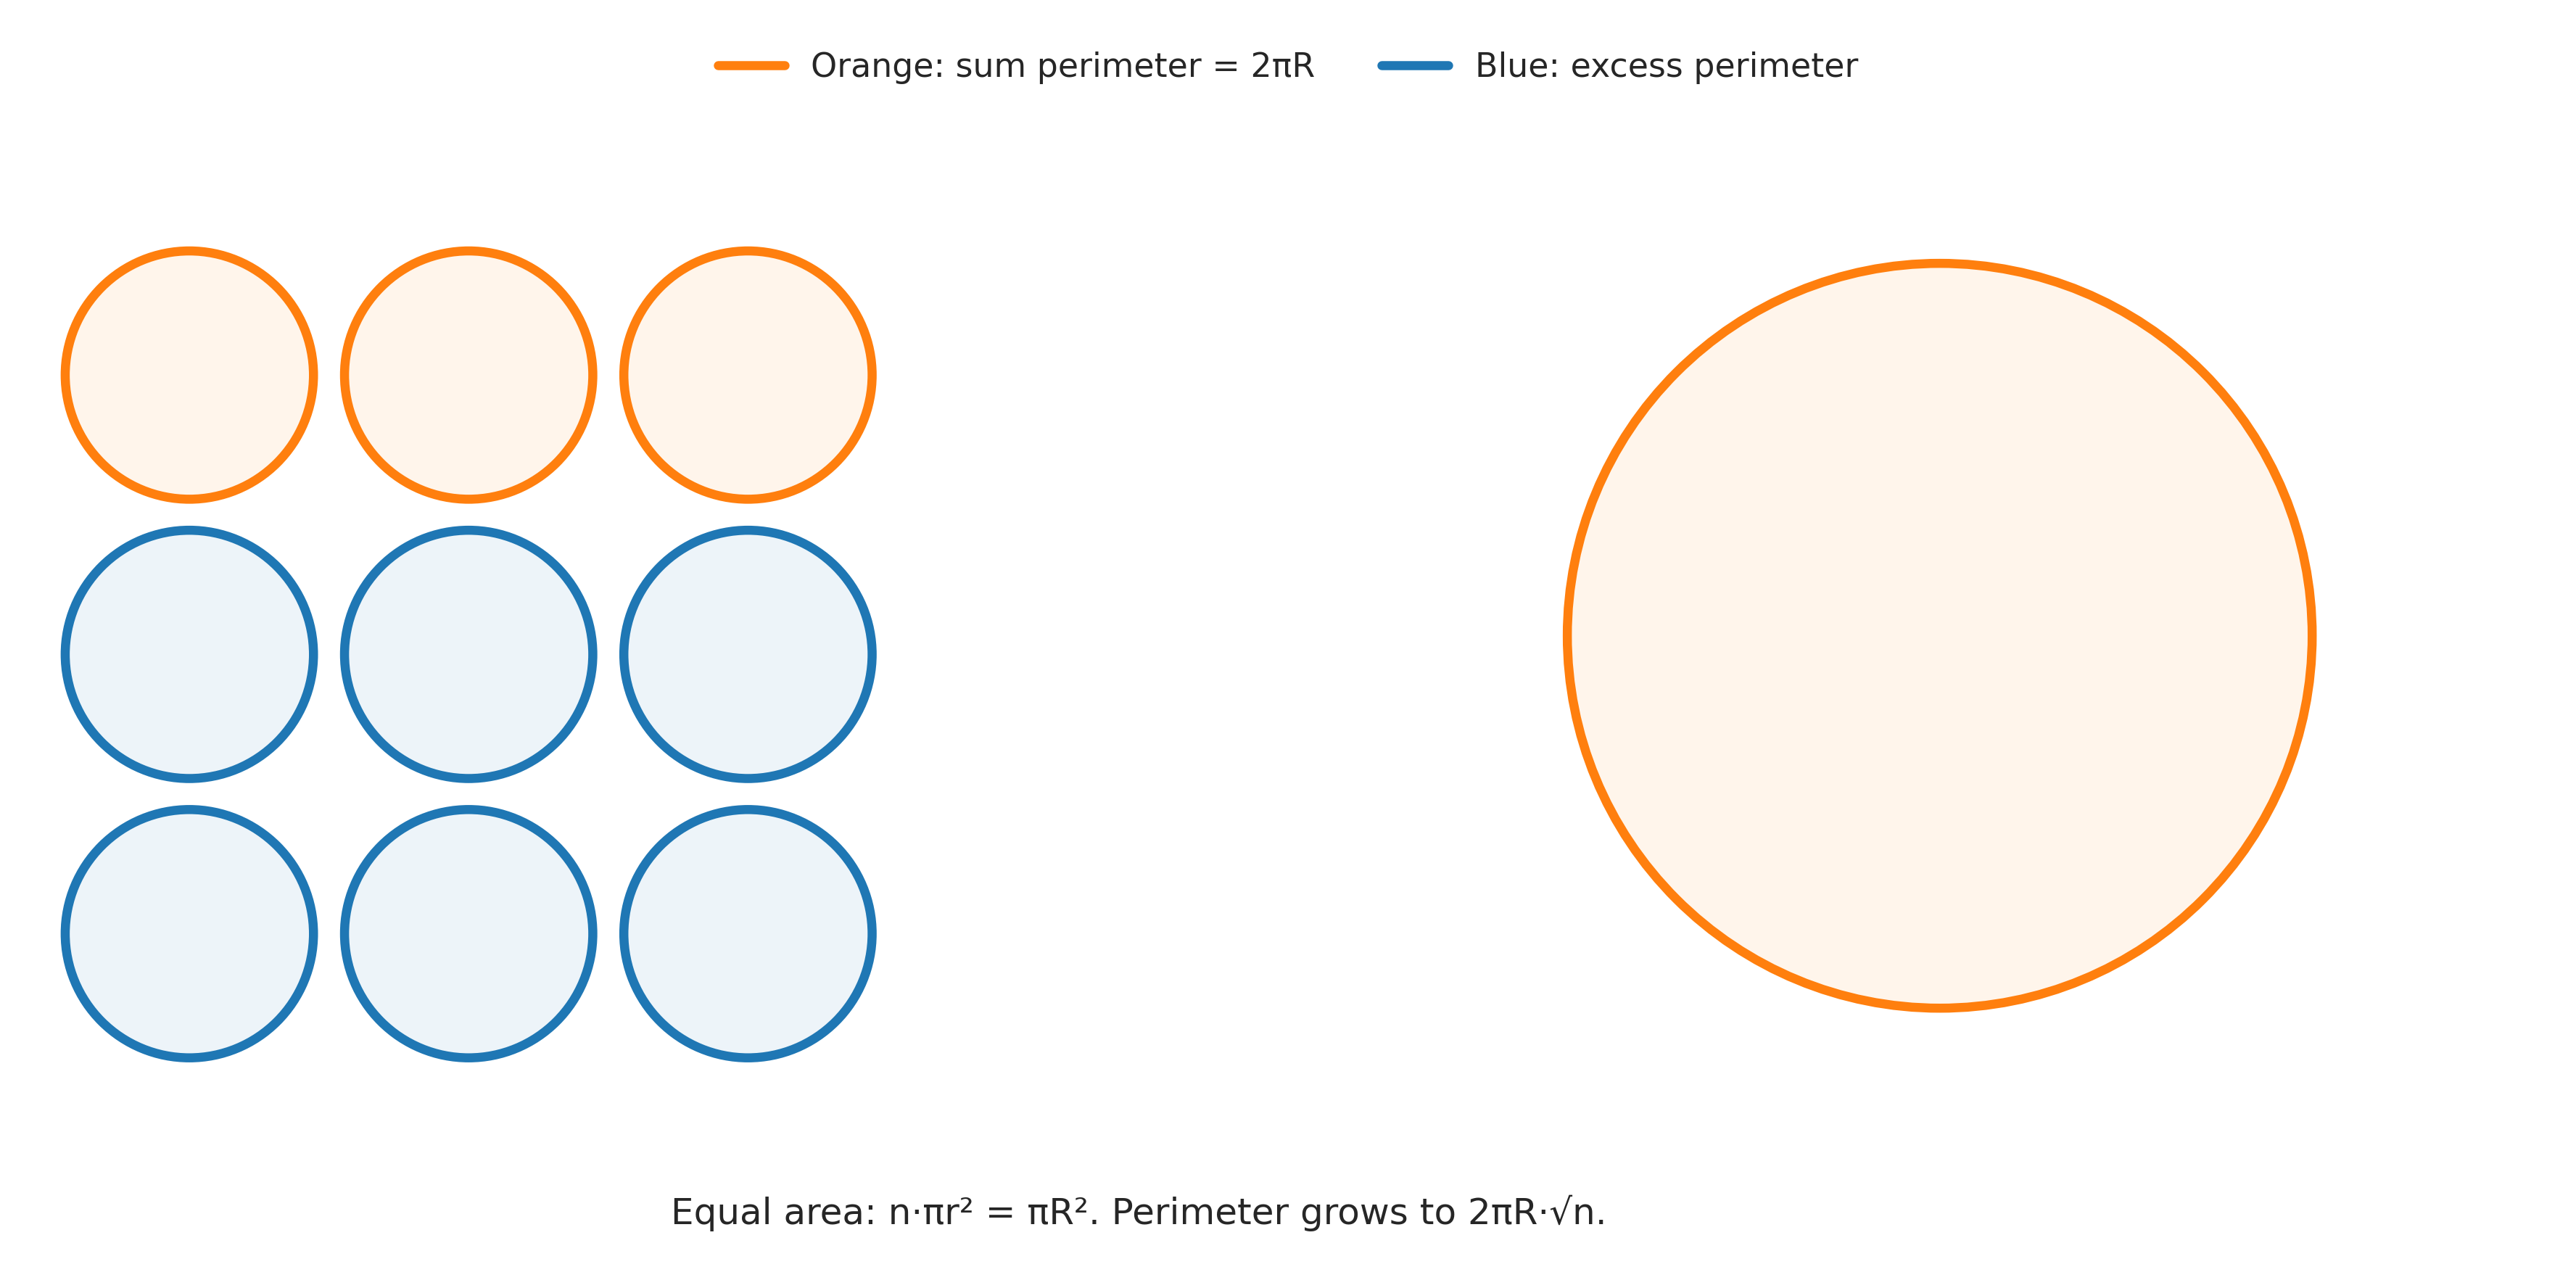 Orange: sum perimeter = 2πR
Blue: excess perimeter
Equal area: n·πr² = πR². Perimeter grows to 2πR·√n.